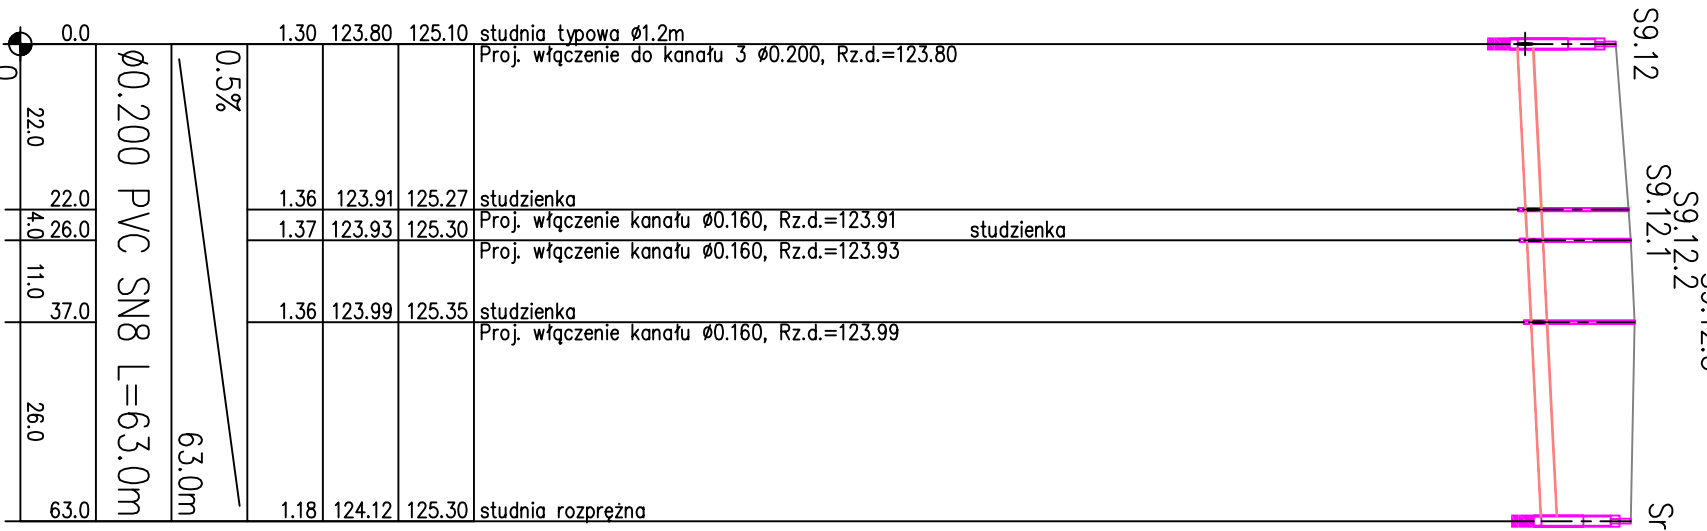 0.0 1.30 123.80 125.10 studnia typowa ø1.2m
Proj. włączenie do kanału 3 ø0.200, Rz.d.=123.80
S9.12
0
0.5%
ø0.200 PVC SN8 L=63.0m
22.0
22.0 1.36 123.91 125.27 studzienka
Proj. włączenie kanału ø0.160, Rz.d.=123.91
S9.12.1
4.0
26.0 1.37 123.93 125.30 studzienka
Proj. włączenie kanału ø0.160, Rz.d.=123.93
S9.12.2
11.0
37.0 1.36 123.99 125.35 studzienka
Proj. włączenie kanału ø0.160, Rz.d.=123.99
26.0
63.0m
63.0 1.18 124.12 125.30 studnia rozprężna